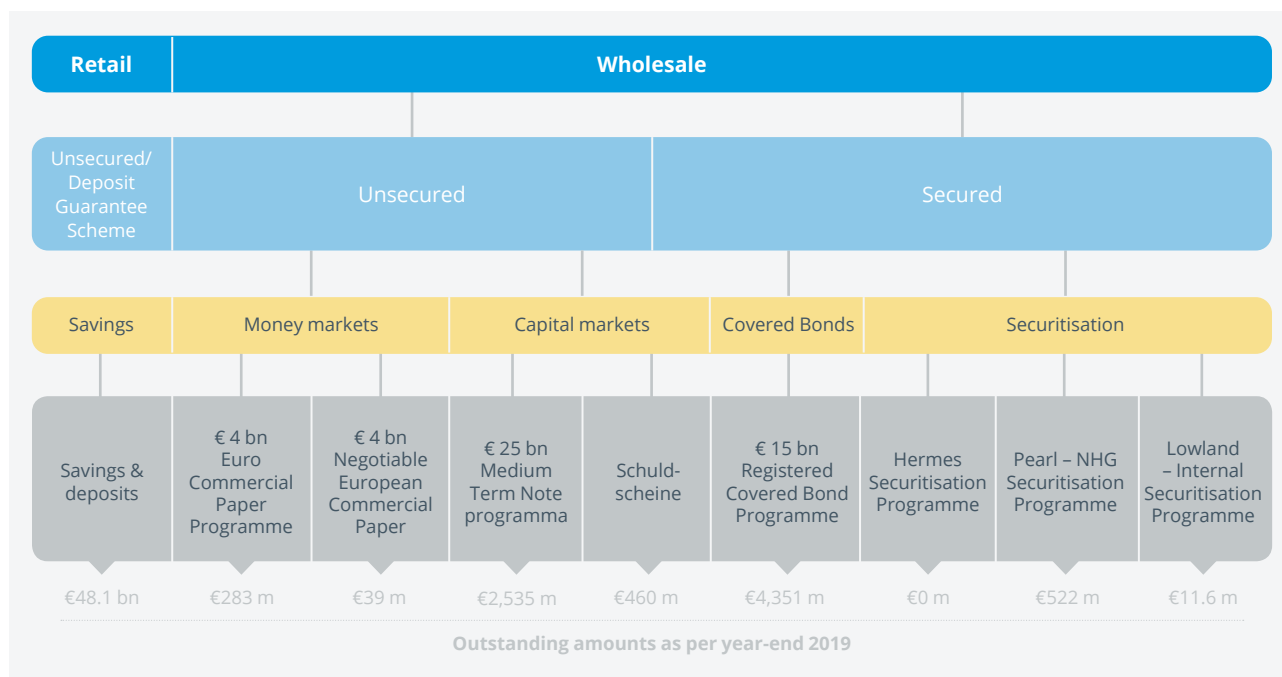 Retail
Wholesale
Unsecured/
Deposit
Guarantee
Scheme
Unsecured
Secured
Savings
Money markets
Capital markets
Covered Bonds
Securitisation
Savings &
deposits
€ 4 bn
Euro
Commercial
Paper
Programme
€ 4 bn
Negotiable
European
Commercial
Paper
€ 25 bn
Medium
Term Note
programma
Schuld-
scheine
€ 15 bn
Registered
Covered Bond
Programme
Hermes
Securitisation
Programme
Pearl – NHG
Securitisation
Programme
Lowland
– Internal
Securitisation
Programme
€48.1 bn
€283 m
€39 m
€2,535 m
€460 m
€4,351 m
€0 m
€522 m
€11.6 m
Outstanding amounts as per year-end 2019